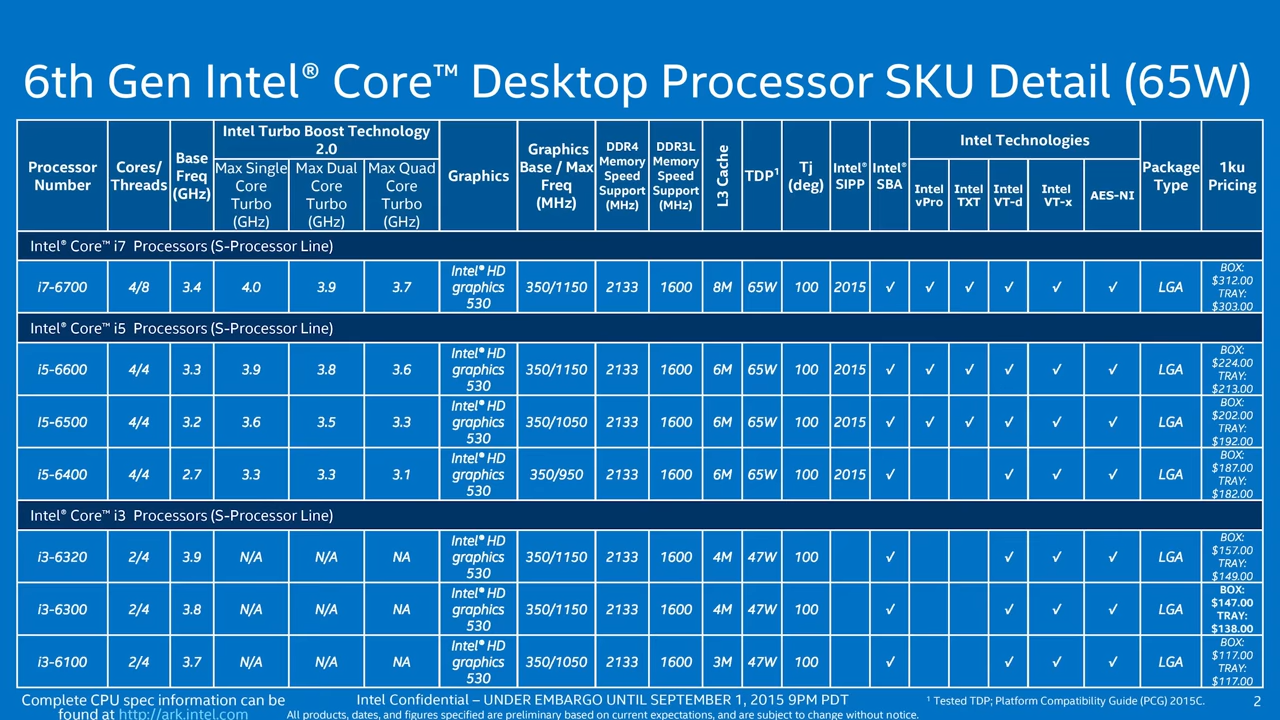 6th Gen Intel® Core™ Desktop Processor SKU Detail (65W)
Processor Number Cores/ Threads Base Freq (GHz) Intel Turbo Boost Technology 2.0 Graphics Graphics Base / Max Freq (MHz) DDR4 Memory Speed Support (MHz) DDR3L Memory Speed Support (MHz) L3 Cache TDP¹ Tj (deg) Intel® SIPP Intel® SBA Intel Technologies Package Type 1ku Pricing
Max Single Core Turbo (GHz) Max Dual Core Turbo (GHz) Max Quad Core Turbo (GHz) Intel vPro Intel TXT Intel VT-d Intel VT-x AES-NI
Intel® Core™ i7 Processors (S-Processor Line)
i7-6700 4/8 3.4 4.0 3.9 3.7 Intel® HD graphics 530 350/1150 2133 1600 8M 65W 100 2015 ✓ ✓ ✓ ✓ ✓ ✓ LGA BOX: $312.00 TRAY: $303.00
Intel® Core™ i5 Processors (S-Processor Line)
i5-6600 4/4 3.3 3.9 3.8 3.6 Intel® HD graphics 530 350/1150 2133 1600 6M 65W 100 2015 ✓ ✓ ✓ ✓ ✓ ✓ LGA BOX: $224.00 TRAY: $213.00
I5-6500 4/4 3.2 3.6 3.5 3.3 Intel® HD graphics 530 350/1050 2133 1600 6M 65W 100 2015 ✓ ✓ ✓ ✓ ✓ ✓ LGA BOX: $202.00 TRAY: $192.00
i5-6400 4/4 2.7 3.3 3.3 3.1 Intel® HD graphics 530 350/950 2133 1600 6M 65W 100 2015 ✓ ✓ ✓ ✓ LGA BOX: $187.00 TRAY: $182.00
Intel® Core™ i3 Processors (S-Processor Line)
i3-6320 2/4 3.9 N/A N/A NA Intel® HD graphics 530 350/1150 2133 1600 4M 47W 100 ✓ ✓ ✓ ✓ LGA BOX: $157.00 TRAY: $149.00
i3-6300 2/4 3.8 N/A N/A NA Intel® HD graphics 530 350/1150 2133 1600 4M 47W 100 ✓ ✓ ✓ ✓ LGA BOX: $147.00 TRAY: $138.00
i3-6100 2/4 3.7 N/A N/A NA Intel® HD graphics 530 350/1050 2133 1600 3M 47W 100 ✓ ✓ ✓ ✓ LGA BOX: $117.00 TRAY: $117.00
Complete CPU spec information can be
found at http://ark.intel.com
Intel Confidential – UNDER EMBARGO UNTIL SEPTEMBER 1, 2015 9PM PDT
All products, dates, and figures specified are preliminary based on current expectations, and are subject to change without notice.
¹ Tested TDP; Platform Compatibility Guide (PCG) 2015C.
2